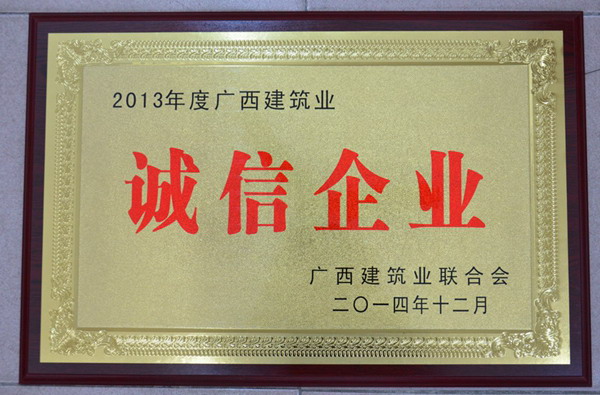 2013年度广西建筑业
诚信企业
广西建筑业联合会
二〇一四年十二月